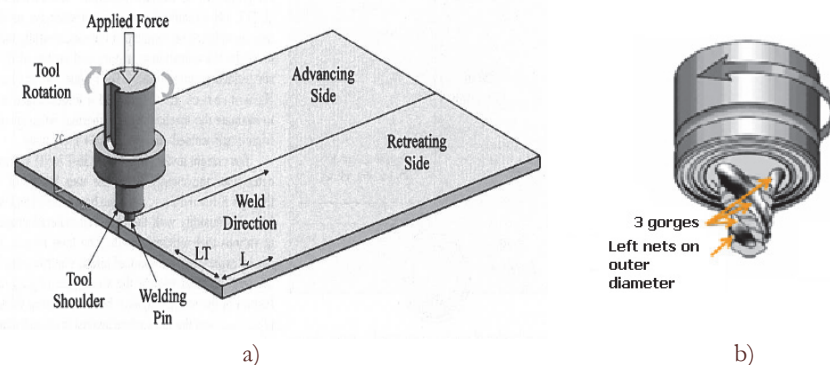 Applied Force
Tool
Rotation
Advancing
Side
Retreating
Side
Weld
Direction
LT
L
Tool
Shoulder
Welding
Pin
a)
3 gorges
Left nets on
outer
diameter
b)